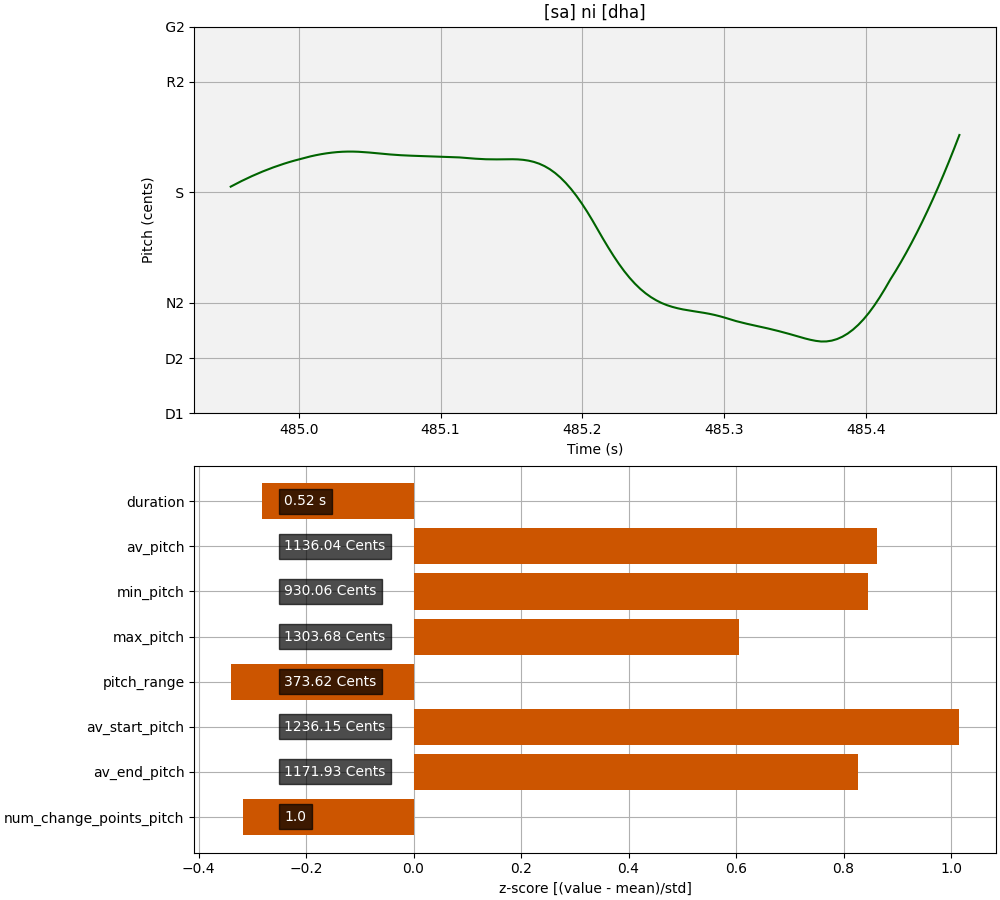 [sa] ni [dha]
G2
R2
S
N2
D2
D1
Pitch (cents)
485.0 485.1 485.2 485.3 485.4
Time (s)
duration 0.52 s
av_pitch 1136.04 Cents
min_pitch 930.06 Cents
max_pitch 1303.68 Cents
pitch_range 373.62 Cents
av_start_pitch 1236.15 Cents
av_end_pitch 1171.93 Cents
num_change_points_pitch 1.0
−0.4 −0.2 0.0 0.2 0.4 0.6 0.8 1.0
z-score [(value - mean)/std]